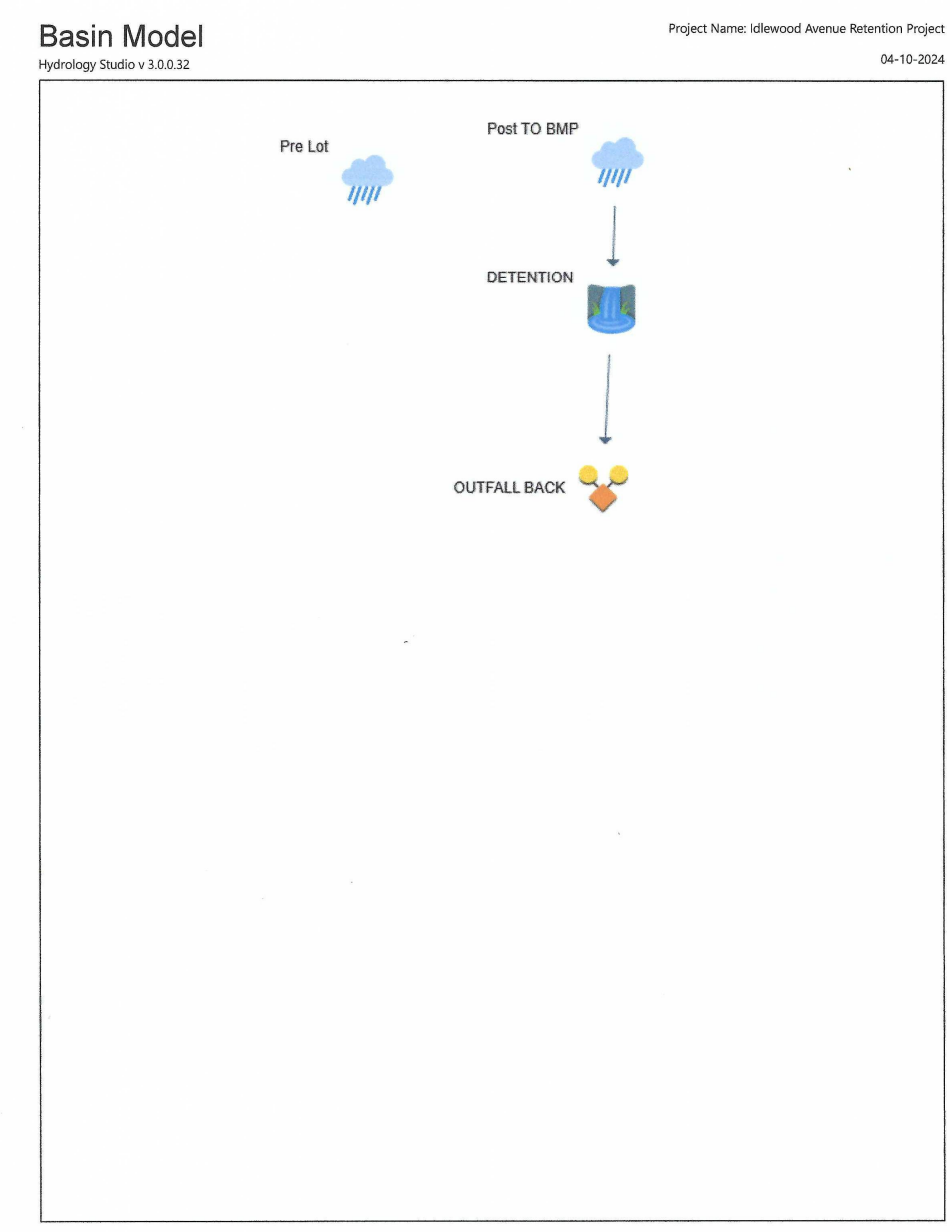 Basin Model
Project Name: Idlewood Avenue Retention Project
Hydrology Studio v 3.0.0.32
04-10-2024
Post TO BMP
Pre Lot
DETENTION
OUTFALL BACK